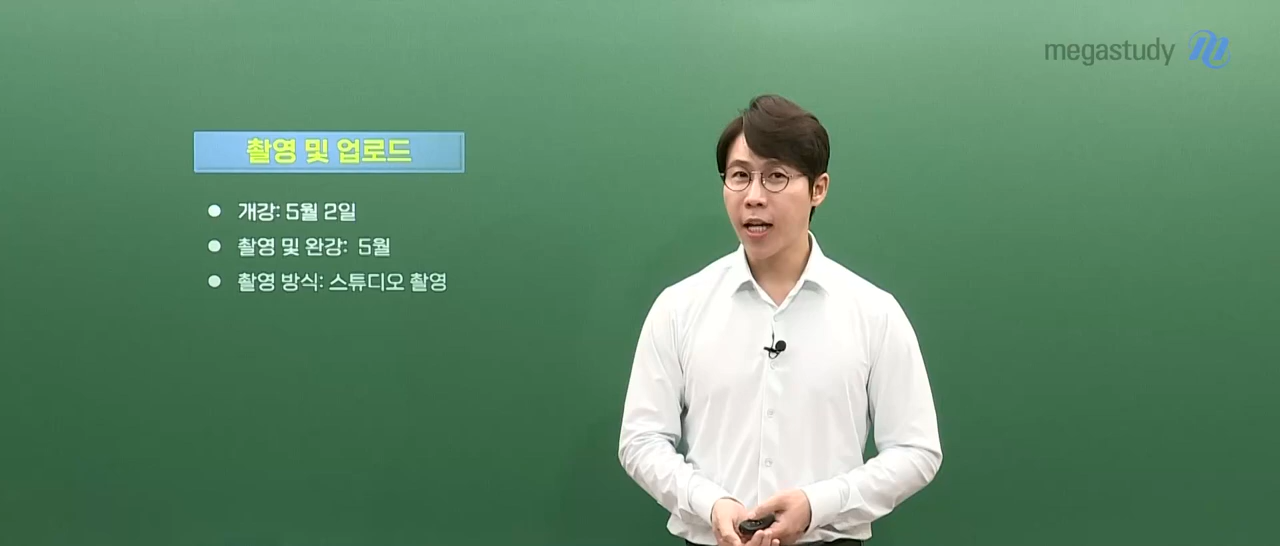 megastudy
촬영 및 업로드
개강: 5월 2일
촬영 및 완강: 5월
촬영 방식: 스튜디오 촬영